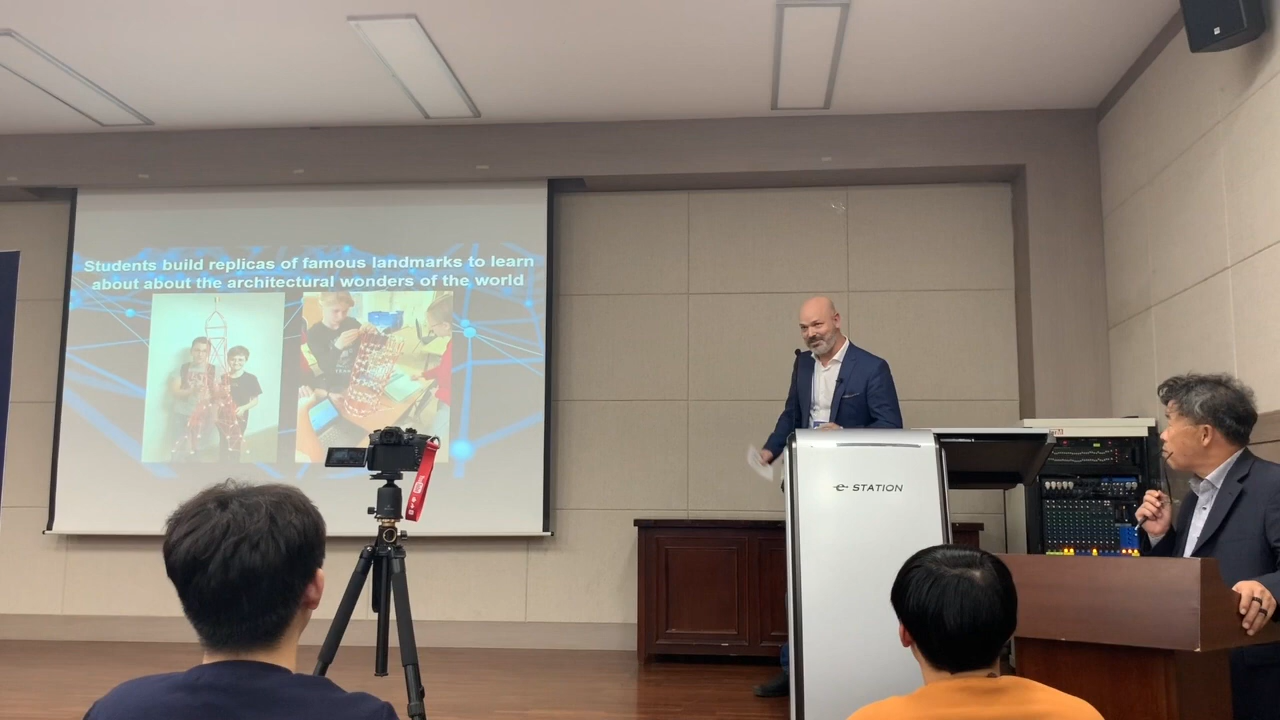 Students build replicas of famous landmarks to learn
about about the architectural wonders of the world
e STATION